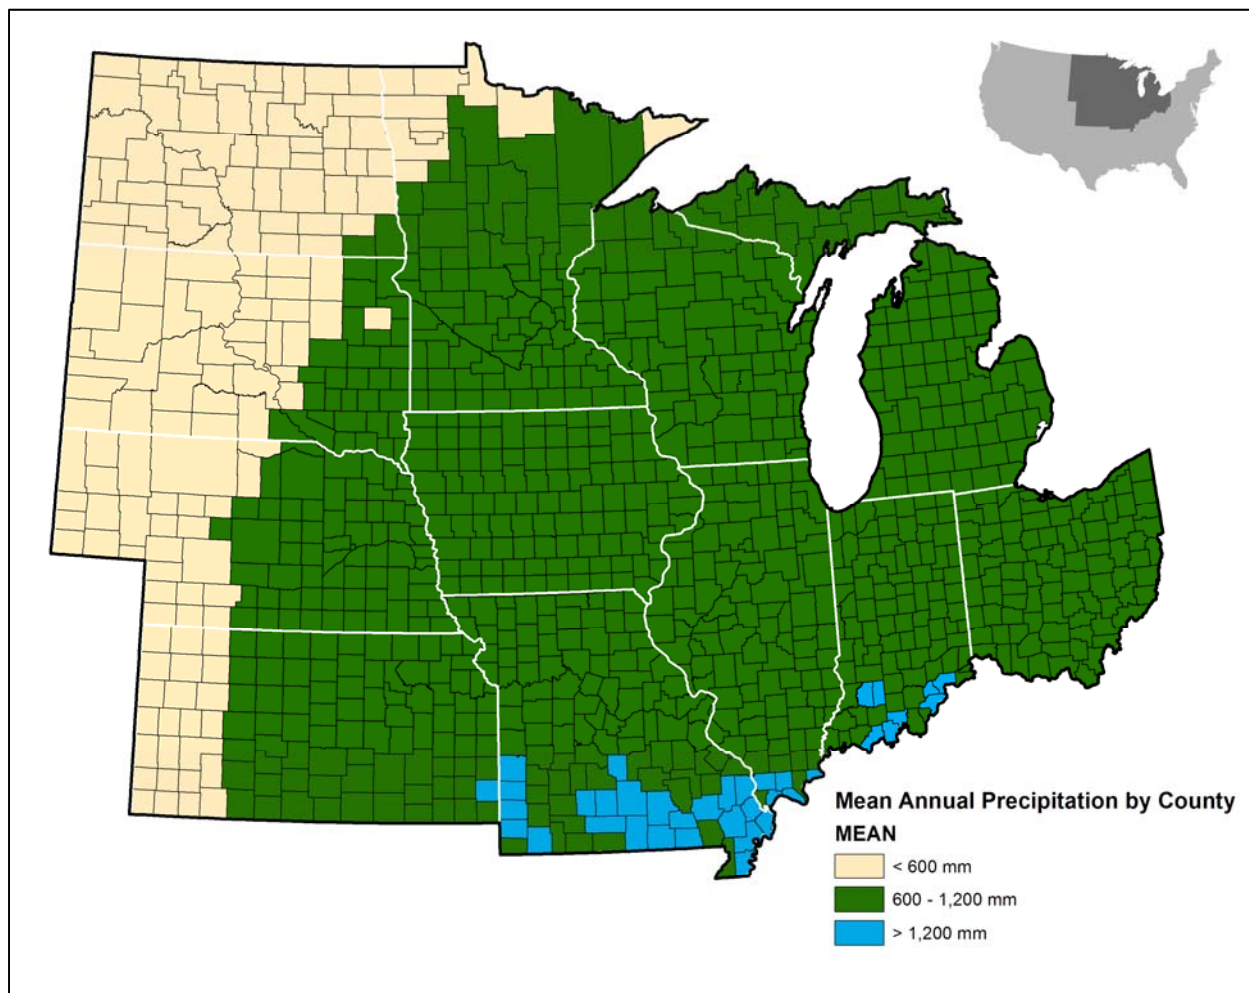 Mean Annual Precipitation by County
MEAN
< 600 mm
600 - 1,200 mm
> 1,200 mm